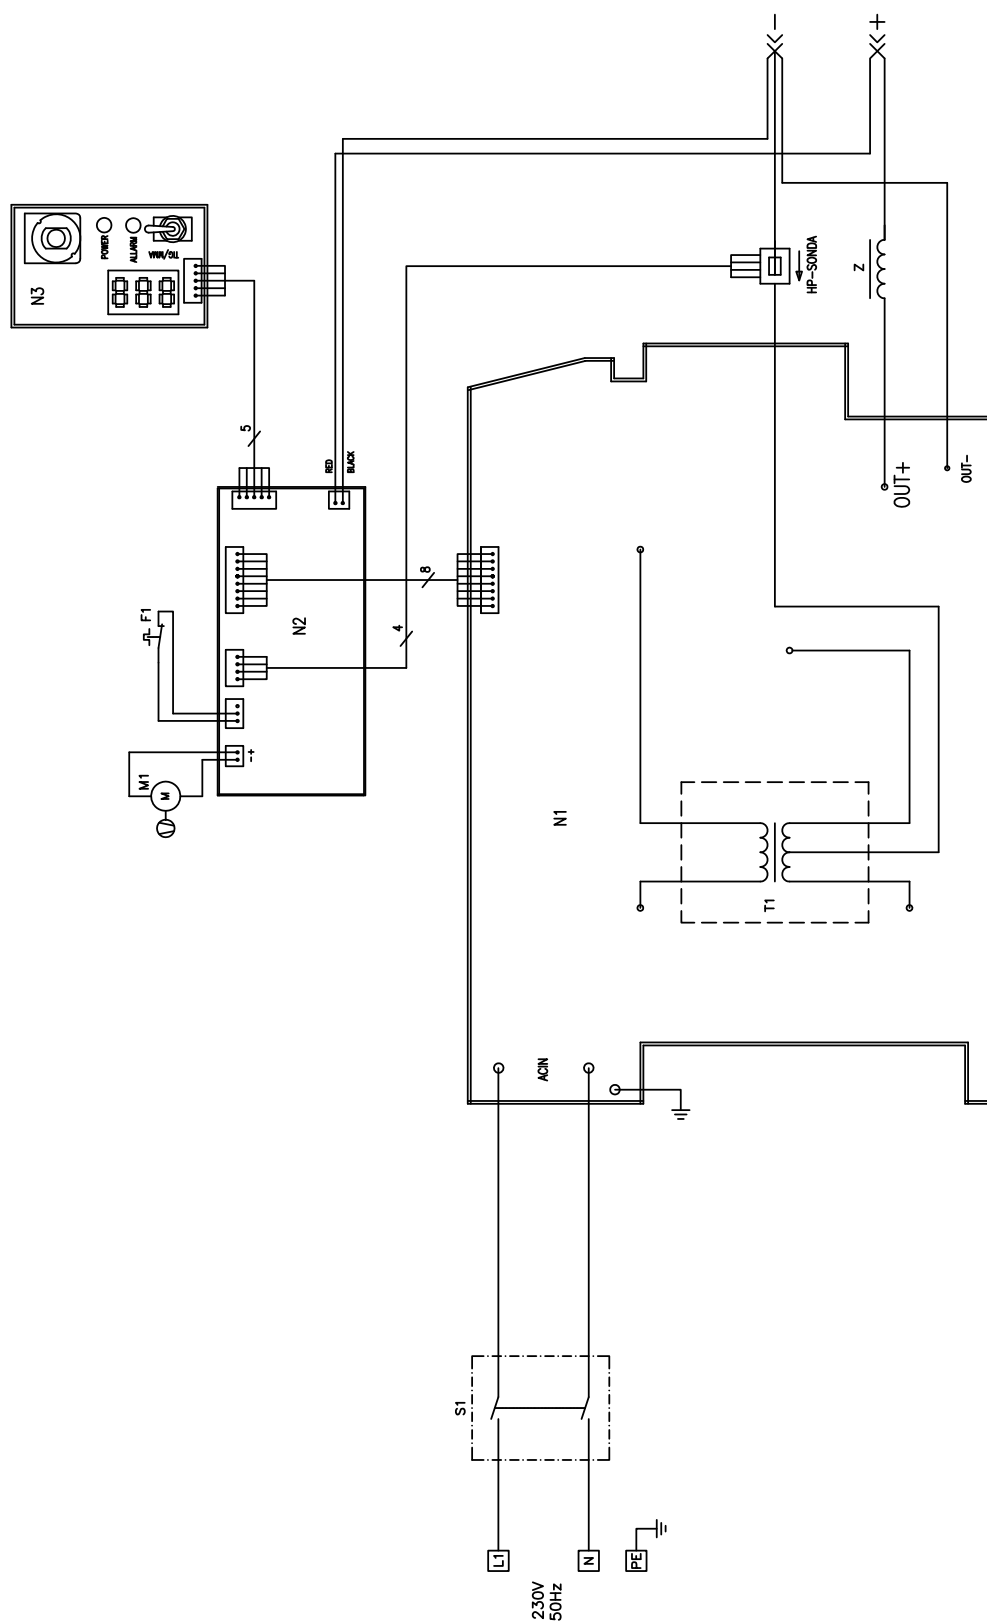 230V
50Hz
L1
N
PE
S1
ACIN
N1
T1
M1
M
- +
F1
N2
4
8
5
RED
BLACK
N3
POWER
ALLARM
TIG/MMA
HP-SONDA
Z
OUT+
OUT-
-
+